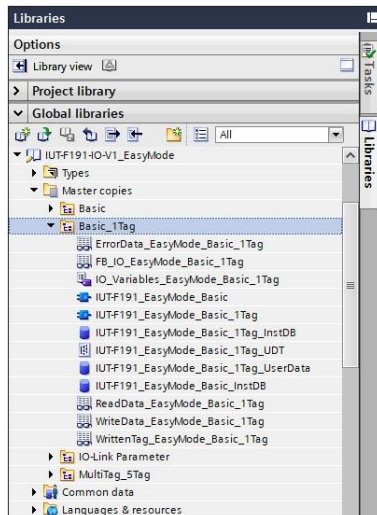 Libraries
Options
Library view
Project library
Global libraries
All
IUT-F191-IO-V1_EasyMode
Types
Master copies
Basic
Basic_1Tag
ErrorData_EasyMode_Basic_1Tag
FB_IO_EasyMode_Basic_1Tag
IO_Variables_EasyMode_Basic_1Tag
IUT-F191_EasyMode_Basic
IUT-F191_EasyMode_Basic_1Tag
IUT-F191_EasyMode_Basic_1Tag_InstDB
IUT-F191_EasyMode_Basic_1Tag_UDT
IUT-F191_EasyMode_Basic_1Tag_UserData
IUT-F191_EasyMode_Basic_InstDB
ReadData_EasyMode_Basic_1Tag
WriteData_EasyMode_Basic_1Tag
WrittenTag_EasyMode_Basic_1Tag
IO-Link Parameter
MultiTag_5Tag
Common data
Languages & resources
Tasks
Libraries